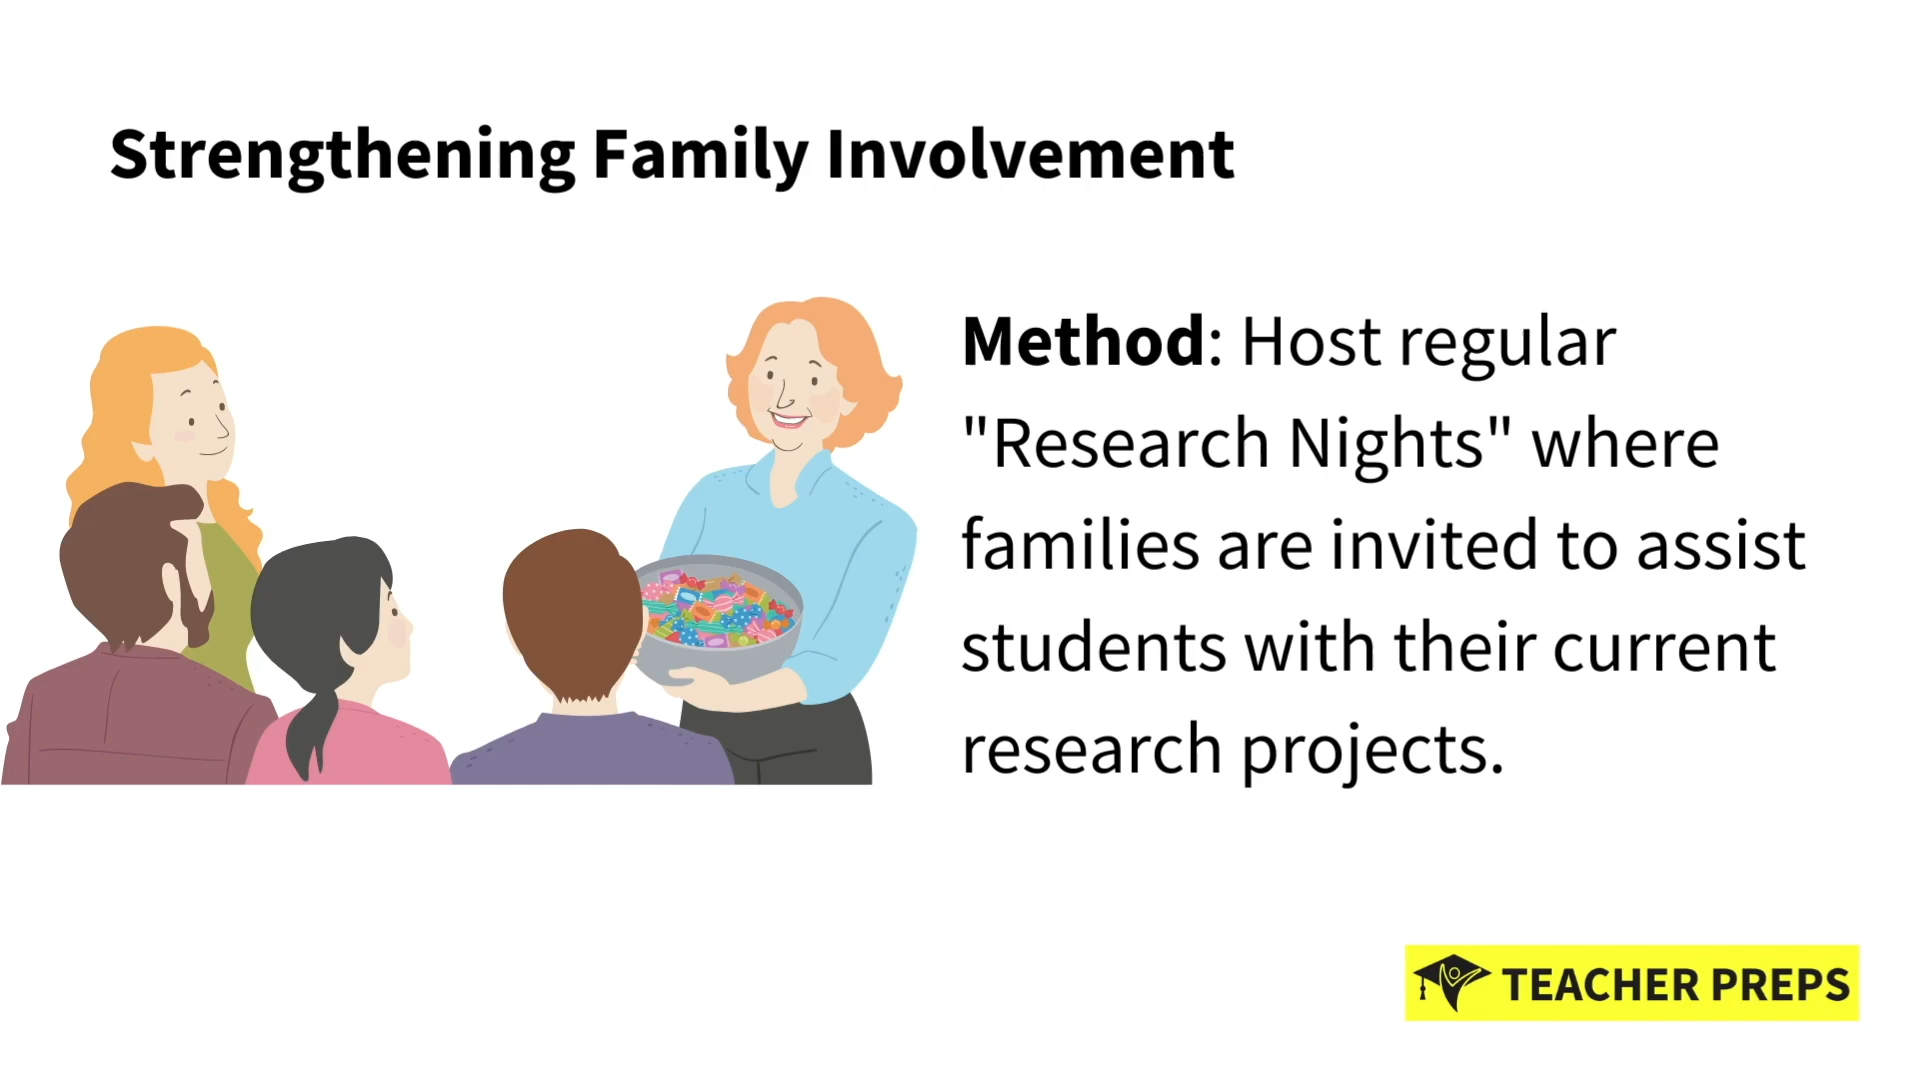 Strengthening Family Involvement
Method: Host regular
"Research Nights" where
families are invited to assist
students with their current
research projects.
TEACHER PREPS